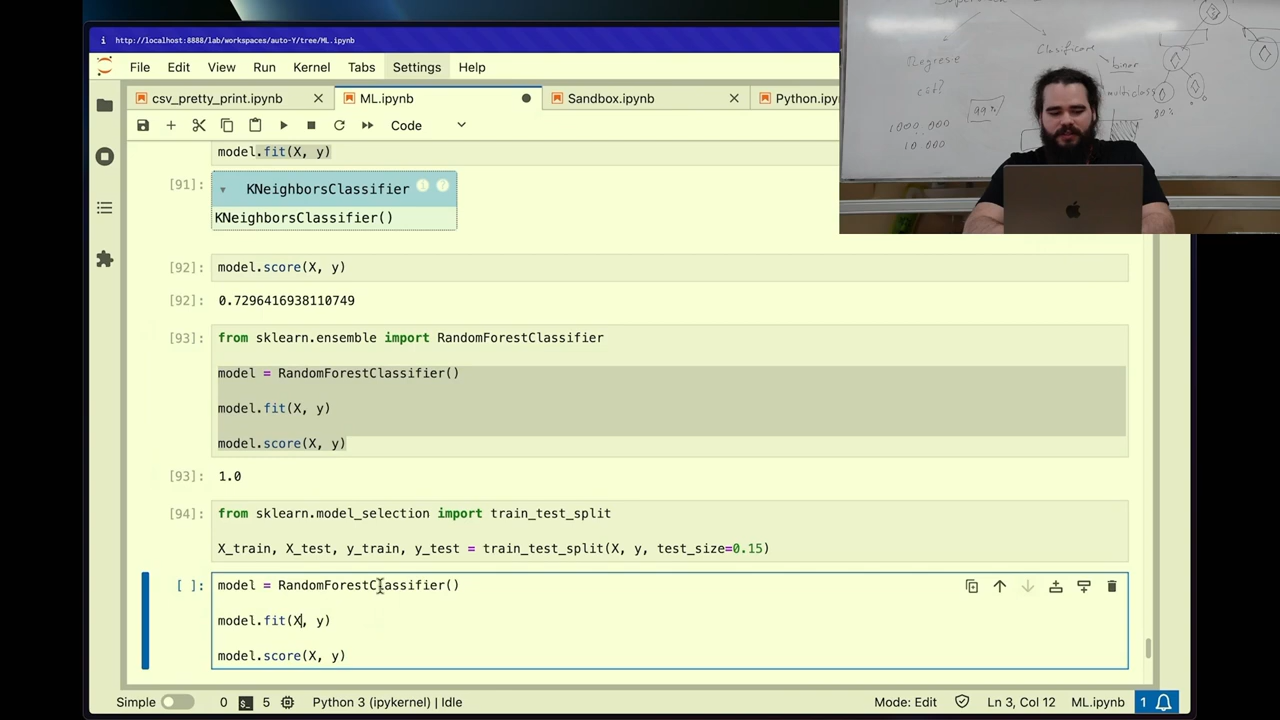 http://localhost:8888/lab/workspaces/auto-Y/tree/ML.ipynb
File Edit View Run Kernel Tabs Settings Help
csv_pretty_print.ipynb ML.ipynb Sandbox.ipynb Python.ipy
Code
model.fit(X, y)
[91]: KNeighborsClassifier
KNeighborsClassifier()
[92]: model.score(X, y)
[92]: 0.7296416938110749
[93]: from sklearn.ensemble import RandomForestClassifier
model = RandomForestClassifier()
model.fit(X, y)
model.score(X, y)
[93]: 1.0
[94]: from sklearn.model_selection import train_test_split
X_train, X_test, y_train, y_test = train_test_split(X, y, test_size=0.15)
[ ]: model = RandomForestClassifier()
model.fit(X, y)
model.score(X, y)
Simple 0 5 Python 3 (ipykernel) | Idle Mode: Edit Ln 3, Col 12 ML.ipynb 1
Clasificare
binar
multiclass
99%
80%
1000 000
10 000